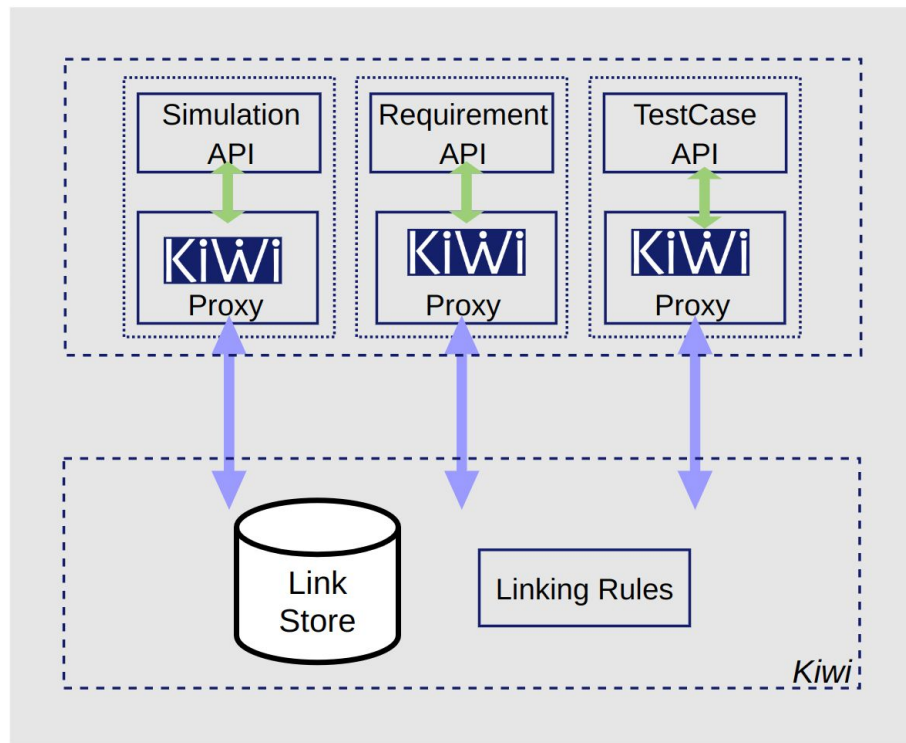 Simulation
API
Requirement
API
TestCase
API
KiWi
Proxy
KiWi
Proxy
KiWi
Proxy
Link
Store
Linking Rules
Kiwi